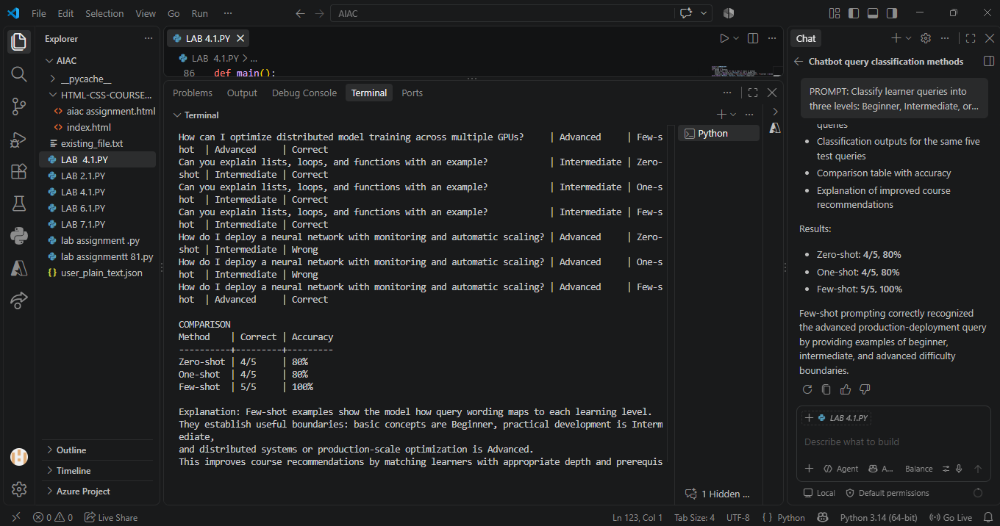 File Edit Selection View Go Run ··· AIAC
Explorer ···
AIAC
__pycache__
HTML-CSS-COURSE...
aiac assignment.html
index.html
existing_file.txt
LAB  4.1.PY
LAB 2.1.PY
LAB 4.1.PY
LAB 6.1.PY
LAB 7.1.PY
lab assignment .py
lab assignmentt 81.py
{} user_plain_text.json
Outline
Timeline
Azure Project
LAB 4.1.PY
LAB  4.1.PY > ...
86 def main():
Problems Output Debug Console Terminal Ports
Terminal
How can I optimize distributed model training across multiple GPUs?     | Advanced     | Few-s
hot  | Advanced     | Correct
Can you explain lists, loops, and functions with an example?            | Intermediate | Zero-
shot | Intermediate | Correct
Can you explain lists, loops, and functions with an example?            | Intermediate | One-s
hot  | Intermediate | Correct
Can you explain lists, loops, and functions with an example?            | Intermediate | Few-s
hot  | Intermediate | Correct
How do I deploy a neural network with monitoring and automatic scaling? | Advanced     | Zero-
shot | Intermediate | Wrong
How do I deploy a neural network with monitoring and automatic scaling? | Advanced     | One-s
hot  | Intermediate | Wrong
How do I deploy a neural network with monitoring and automatic scaling? | Advanced     | Few-s
hot  | Advanced     | Correct
COMPARISON
Method    | Correct | Accuracy
----------+---------+---------
Zero-shot | 4/5     | 80%
One-shot  | 4/5     | 80%
Few-shot  | 5/5     | 100%
Explanation: Few-shot examples show the model how query wording maps to each learning level.
They establish useful boundaries: basic concepts are Beginner, practical development is Interm
ediate,
and distributed systems or production-scale optimization is Advanced.
This improves course recommendations by matching learners with appropriate depth and prerequis
Python
1 Hidden ...
Chat
Chatbot query classification methods
PROMPT: Classify learner queries into
three levels: Beginner, Intermediate, or...
queries
• Classification outputs for the same five
test queries
• Comparison table with accuracy
• Explanation of improved course
recommendations
Results:
• Zero-shot: 4/5, 80%
• One-shot: 4/5, 80%
• Few-shot: 5/5, 100%
Few-shot prompting correctly recognized
the advanced production-deployment query
by providing examples of beginner,
intermediate, and advanced difficulty
boundaries.
LAB 4.1.PY
Describe what to build
Agent A... Balance
Local Default permissions
0 0 Live Share Ln 123, Col 1 Tab Size: 4 UTF-8 {} Python Python 3.14 (64-bit) Go Live